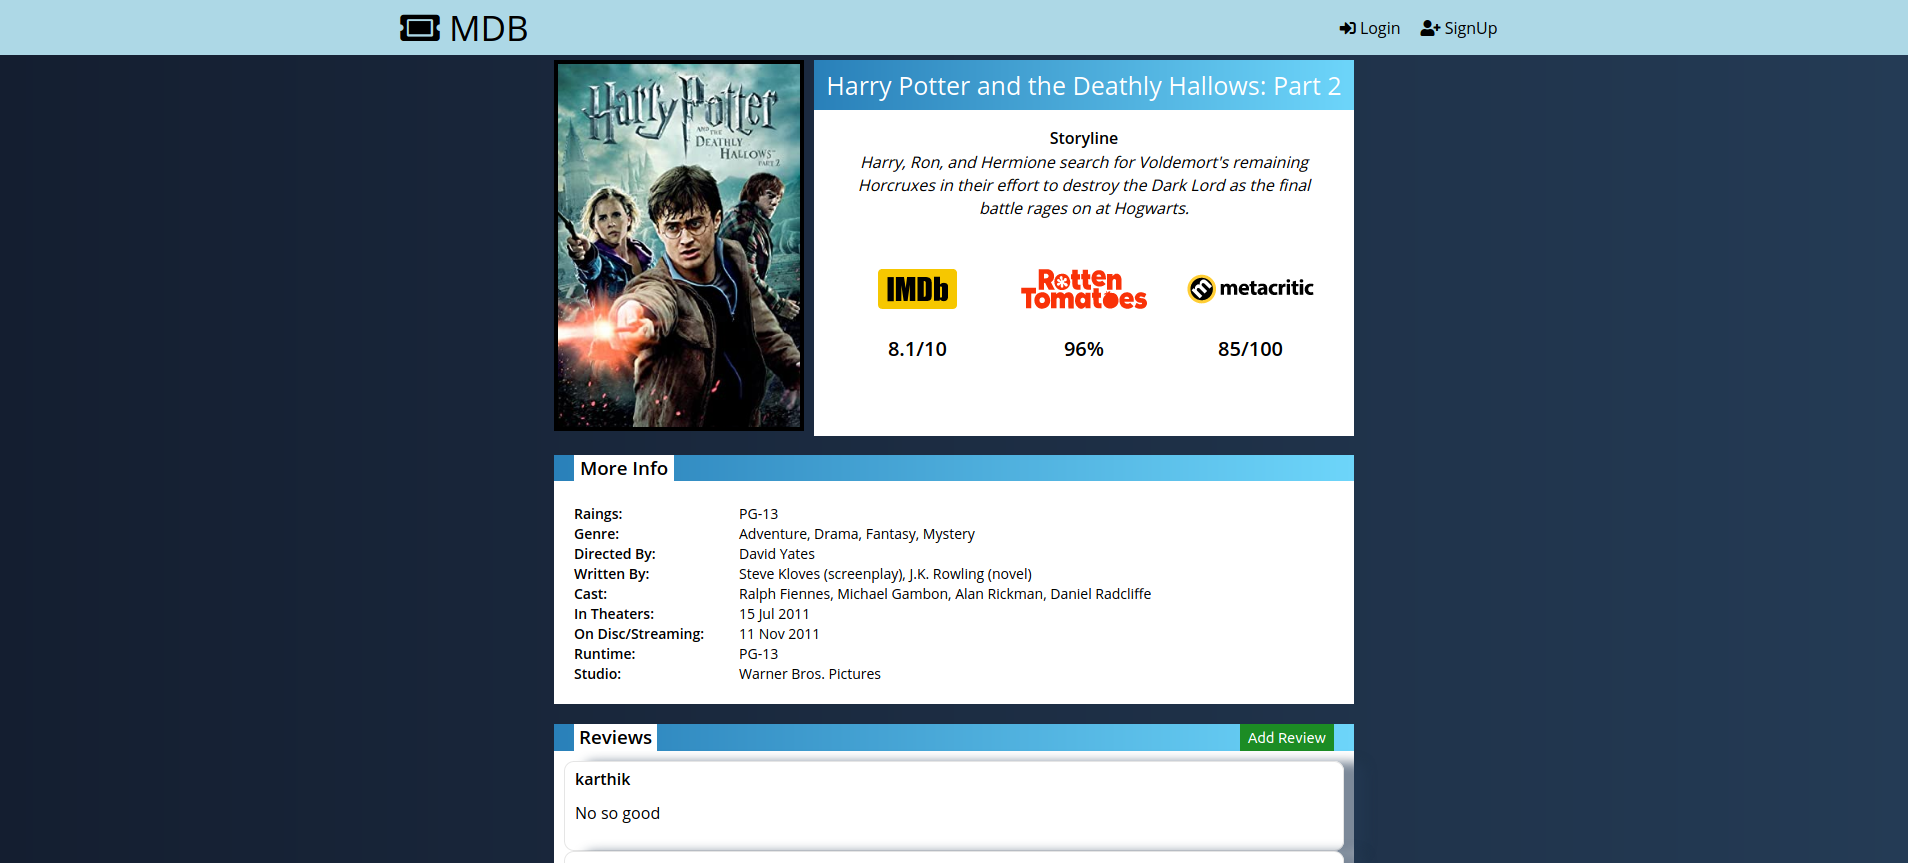 MDB
Login
SignUp
Harry Potter
AND THE
DEATHLY
HALLOWS
PART 2
Harry Potter and the Deathly Hallows: Part 2
Storyline
Harry, Ron, and Hermione search for Voldemort's remaining
Horcruxes in their effort to destroy the Dark Lord as the final
battle rages on at Hogwarts.
IMDb
Rotten
Tomatoes
metacritic
8.1/10
96%
85/100
More Info
Raings: PG-13
Genre: Adventure, Drama, Fantasy, Mystery
Directed By: David Yates
Written By: Steve Kloves (screenplay), J.K. Rowling (novel)
Cast: Ralph Fiennes, Michael Gambon, Alan Rickman, Daniel Radcliffe
In Theaters: 15 Jul 2011
On Disc/Streaming: 11 Nov 2011
Runtime: PG-13
Studio: Warner Bros. Pictures
Reviews
Add Review
karthik
No so good